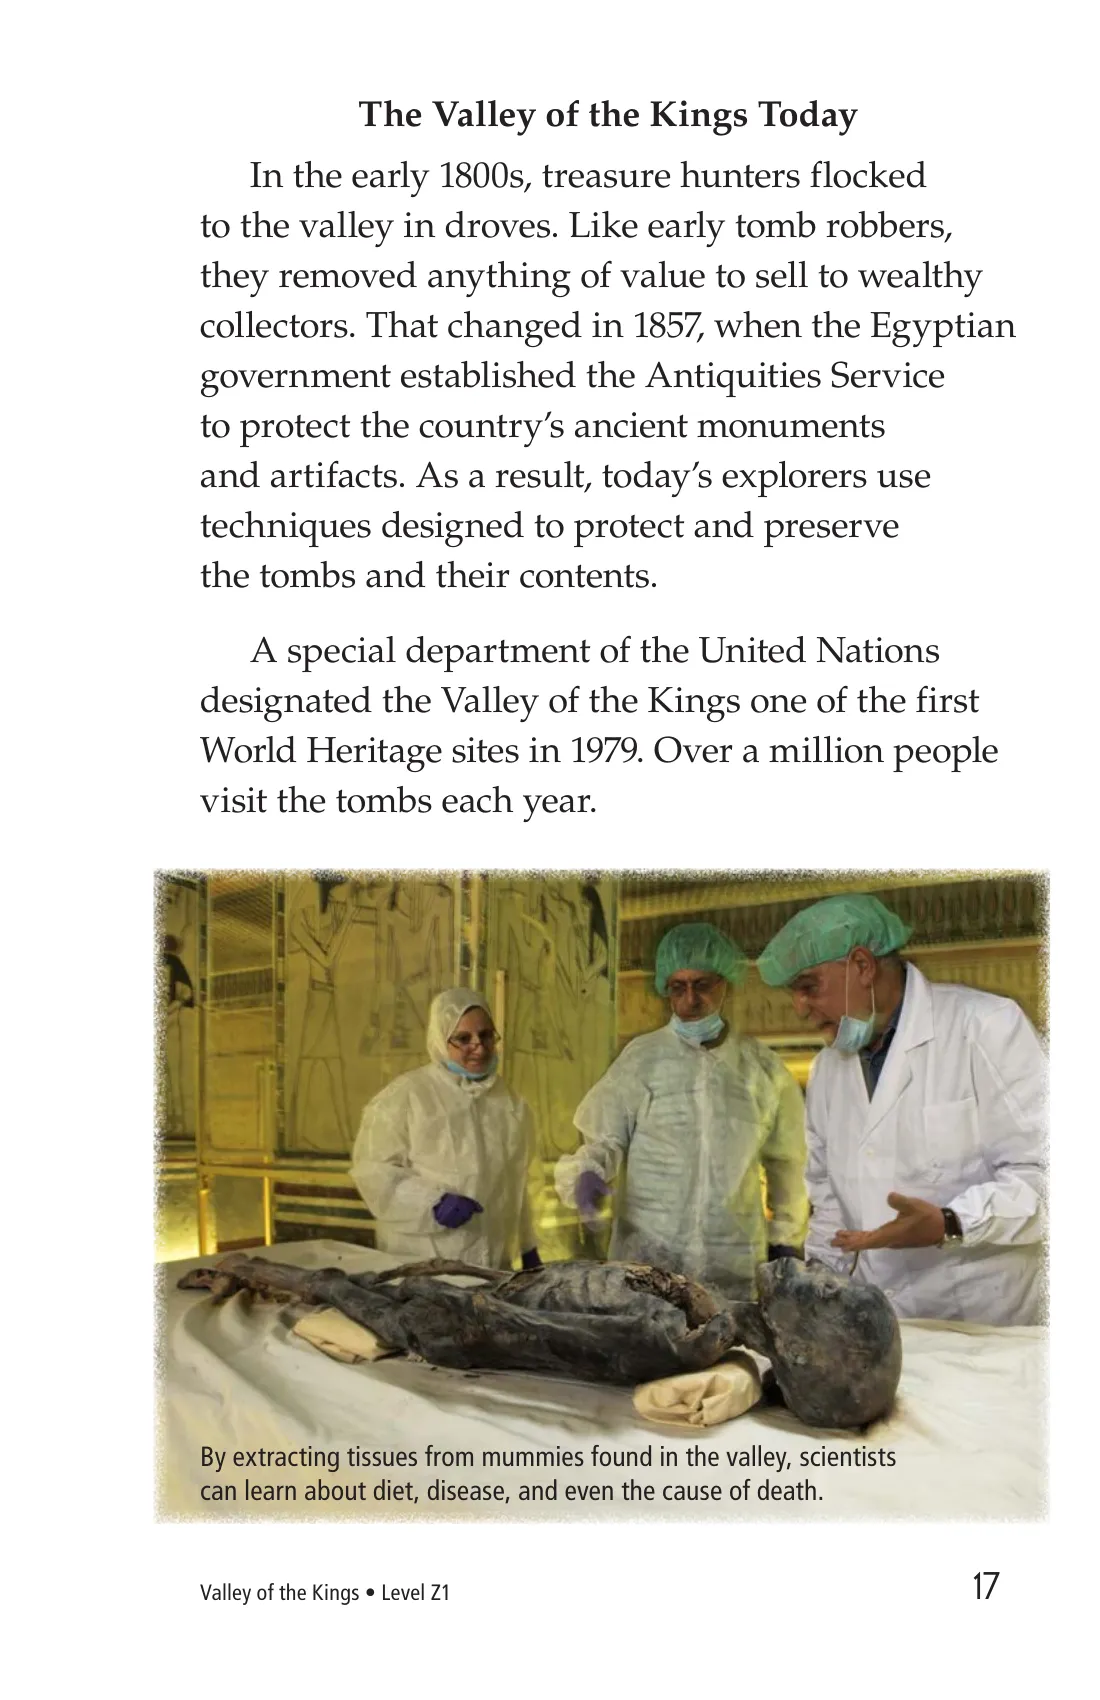 The Valley of the Kings Today
In the early 1800s, treasure hunters flocked
to the valley in droves. Like early tomb robbers,
they removed anything of value to sell to wealthy
collectors. That changed in 1857, when the Egyptian
government established the Antiquities Service
to protect the country’s ancient monuments
and artifacts. As a result, today’s explorers use
techniques designed to protect and preserve
the tombs and their contents.
A special department of the United Nations
designated the Valley of the Kings one of the first
World Heritage sites in 1979. Over a million people
visit the tombs each year.
By extracting tissues from mummies found in the valley, scientists
can learn about diet, disease, and even the cause of death.
Valley of the Kings • Level Z1
17